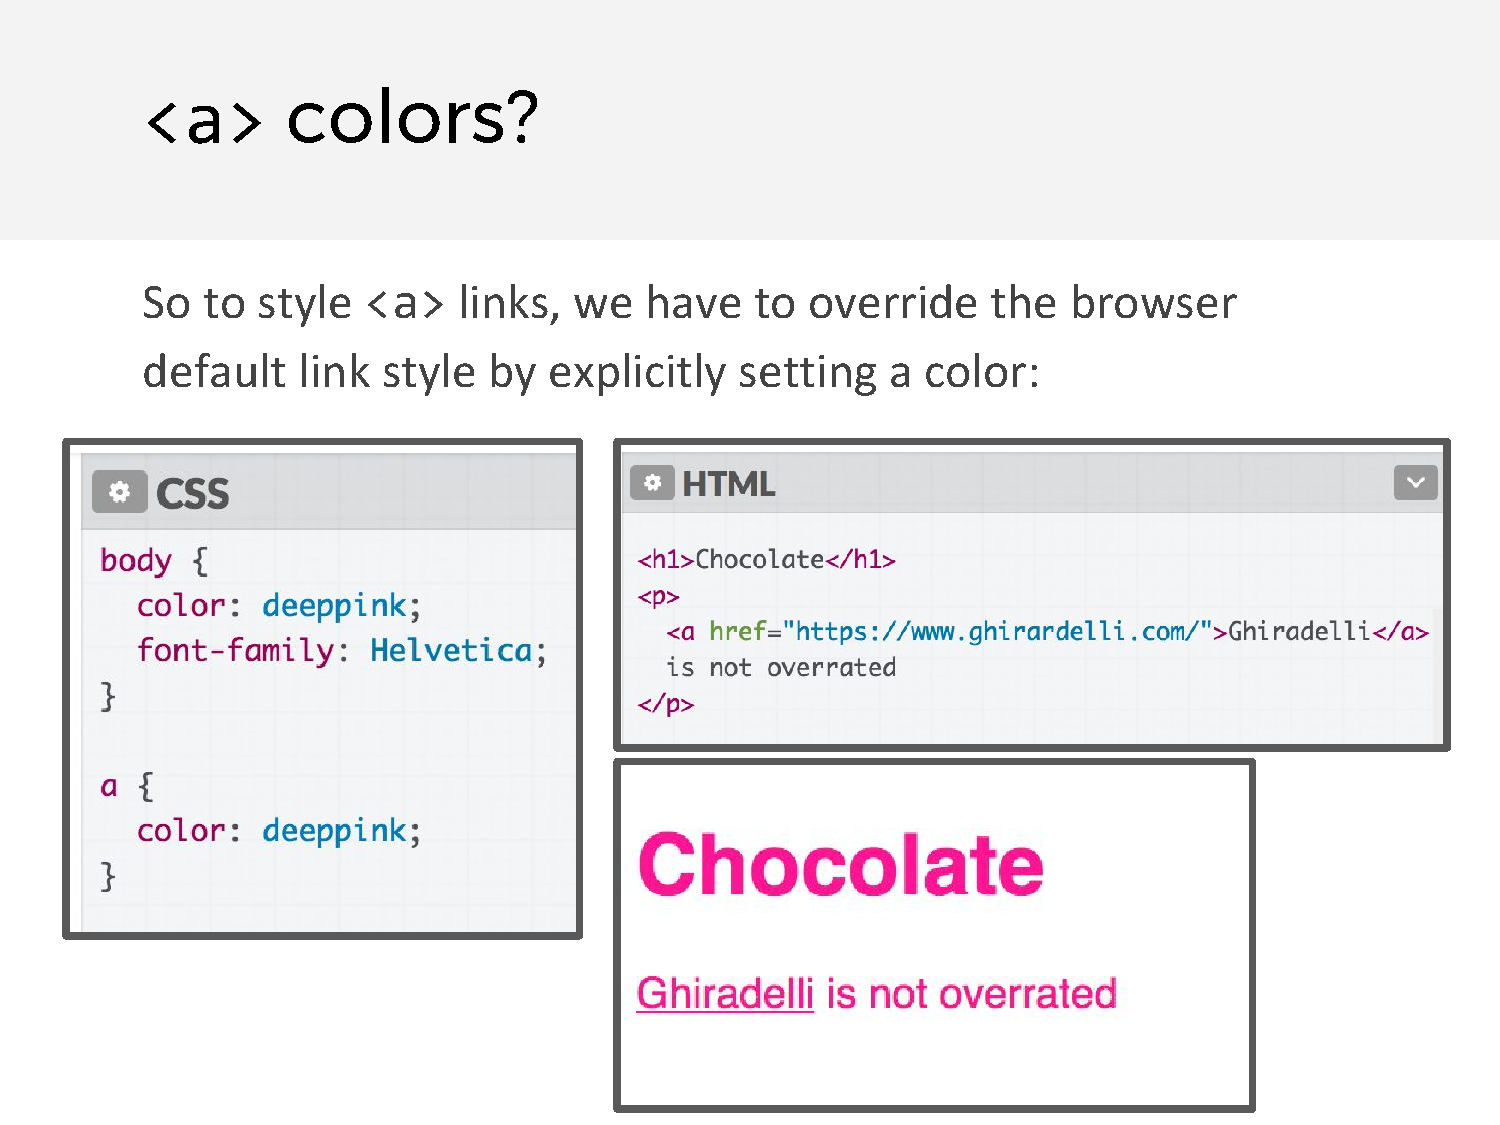 <a> colors?
So to style <a> links, we have to override the browser
default link style by explicitly setting a color:
CSS
body {
  color: deeppink;
  font-family: Helvetica;
}

a {
  color: deeppink;
}
HTML
<h1>Chocolate</h1>
<p>
  <a href="https://www.ghirardelli.com/">Ghiradelli</a>
  is not overrated
</p>
Chocolate
Ghiradelli is not overrated